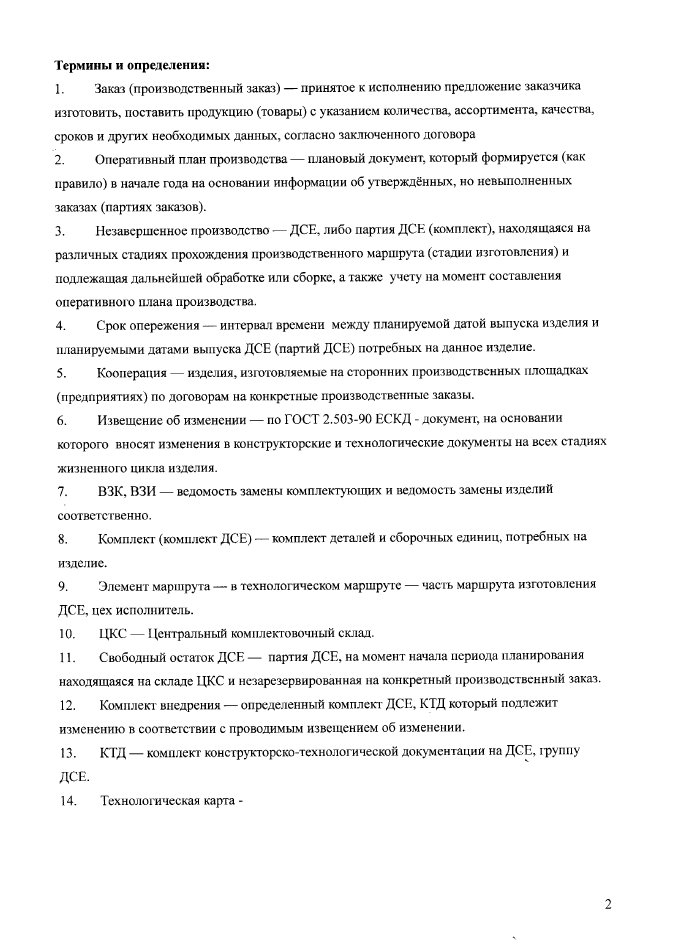 Термины и определения:
1. Заказ (производственный заказ) — принятое к исполнению предложение заказчика
изготовить, поставить продукцию (товары) с указанием количества, ассортимента, качества,
сроков и других необходимых данных, согласно заключенного договора
2. Оперативный план производства — плановый документ, который формируется (как
правило) в начале года на основании информации об утверждённых, но невыполненных
заказах (партиях заказов).
3. Незавершенное производство — ДСЕ, либо партия ДСЕ (комплект), находящаяся на
различных стадиях прохождения производственного маршрута (стадии изготовления) и
подлежащая дальнейшей обработке или сборке, а также учету на момент составления
оперативного плана производства.
4. Срок опережения — интервал времени между планируемой датой выпуска изделия и
планируемыми датами выпуска ДСЕ (партий ДСЕ) потребных на данное изделие.
5. Кооперация — изделия, изготовляемые на сторонних производственных площадках
(предприятиях) по договорам на конкретные производственные заказы.
6. Извещение об изменении — по ГОСТ 2.503-90 ЕСКД - документ, на основании
которого вносят изменения в конструкторские и технологические документы на всех стадиях
жизненного цикла изделия.
7. ВЗК, ВЗИ — ведомость замены комплектующих и ведомость замены изделий
соответственно.
8. Комплект (комплект ДСЕ) — комплект деталей и сборочных единиц, потребных на
изделие.
9. Элемент маршрута — в технологическом маршруте — часть маршрута изготовления
ДСЕ, цех исполнитель.
10. ЦКС — Центральный комплектовочный склад.
11. Свободный остаток ДСЕ — партия ДСЕ, на момент начала периода планирования
находящаяся на складе ЦКС и незарезервированная на конкретный производственный заказ.
12. Комплект внедрения — определенный комплект ДСЕ, КТД который подлежит
изменению в соответствии с проводимым извещением об изменении.
13. КТД — комплект конструкторско-технологической документации на ДСЕ, группу
ДСЕ.
14. Технологическая карта -
2